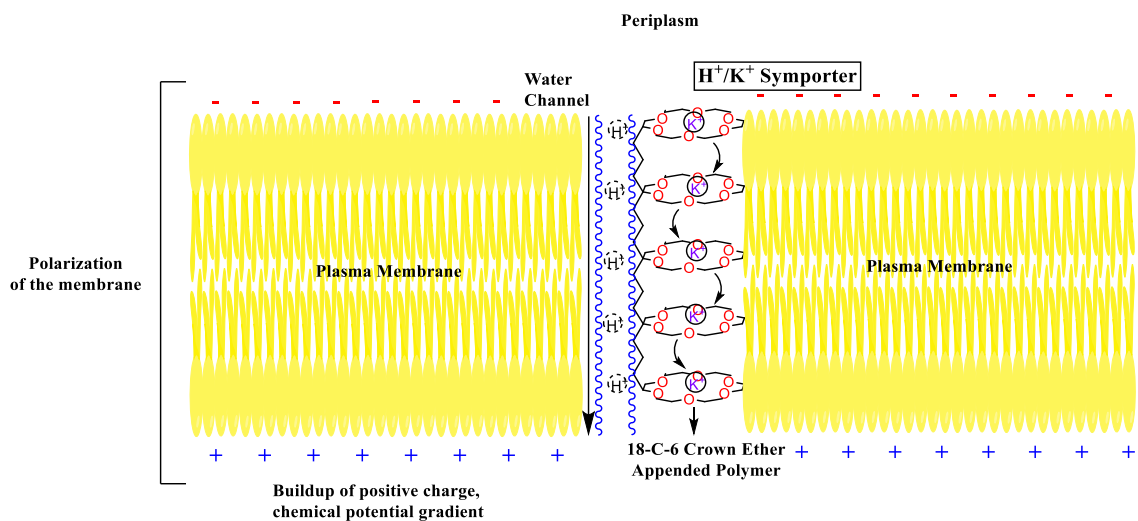 Periplasm
Water
Channel
H+/K+ Symporter
- - - - - - - -
- - - - - - - - - -
H
O O K+ O O O
H
O O K+ O O O
H
O O K+ O O O
H
O O K+ O O O
H
O O K+ O O O
Polarization
of the membrane
Plasma Membrane
Plasma Membrane
+ + + + + + + +
+ + + + + + + +
18-C-6 Crown Ether
Appended Polymer
Buildup of positive charge,
chemical potential gradient